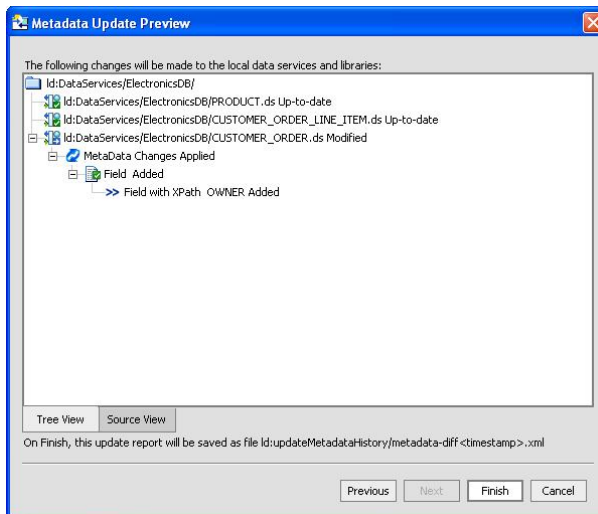 Metadata Update Preview
The following changes will be made to the local data services and libraries:
ld:DataServices/ElectronicsDB/
ld:DataServices/ElectronicsDB/PRODUCT.ds Up-to-date
ld:DataServices/ElectronicsDB/CUSTOMER_ORDER_LINE_ITEM.ds Up-to-date
ld:DataServices/ElectronicsDB/CUSTOMER_ORDER.ds Modified
MetaData Changes Applied
Field Added
Field with XPath OWNER Added
Tree View Source View
On Finish, this update report will be saved as file ld:updateMetadataHistory/metadata-diff<timestamp>.xml
Previous Next Finish Cancel